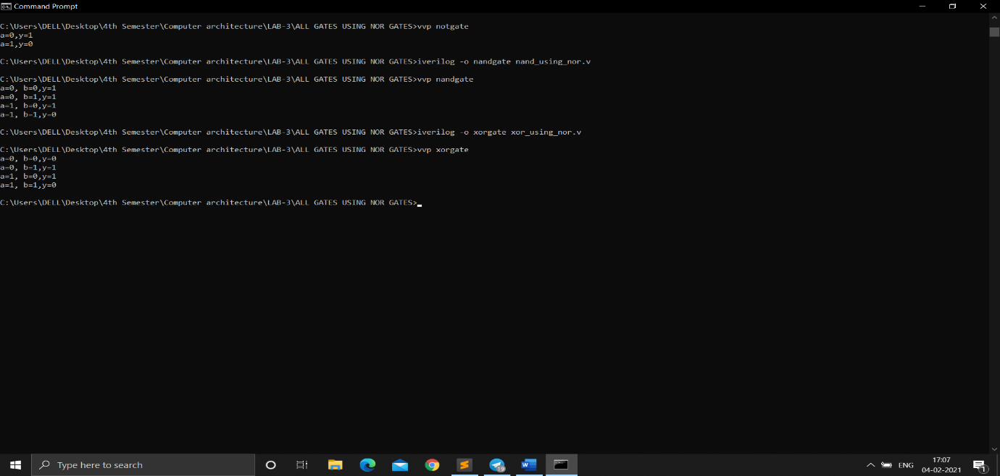 Command Prompt
C:\Users\DELL\Desktop\4th Semester\Computer architecture\LAB-3\ALL GATES USING NOR GATES>vvp notgate
a=0,y=1
a=1,y=0
C:\Users\DELL\Desktop\4th Semester\Computer architecture\LAB-3\ALL GATES USING NOR GATES>iverilog -o nandgate nand_using_nor.v
C:\Users\DELL\Desktop\4th Semester\Computer architecture\LAB-3\ALL GATES USING NOR GATES>vvp nandgate
a=0, b=0,y=1
a=0, b=1,y=1
a=1, b=0,y=1
a=1, b=1,y=0
C:\Users\DELL\Desktop\4th Semester\Computer architecture\LAB-3\ALL GATES USING NOR GATES>iverilog -o xorgate xor_using_nor.v
C:\Users\DELL\Desktop\4th Semester\Computer architecture\LAB-3\ALL GATES USING NOR GATES>vvp xorgate
a=0, b=0,y=0
a=0, b=1,y=1
a=1, b=0,y=1
a=1, b=1,y=0
C:\Users\DELL\Desktop\4th Semester\Computer architecture\LAB-3\ALL GATES USING NOR GATES>
Type here to search
19
ENG
17:07
04-02-2021
1